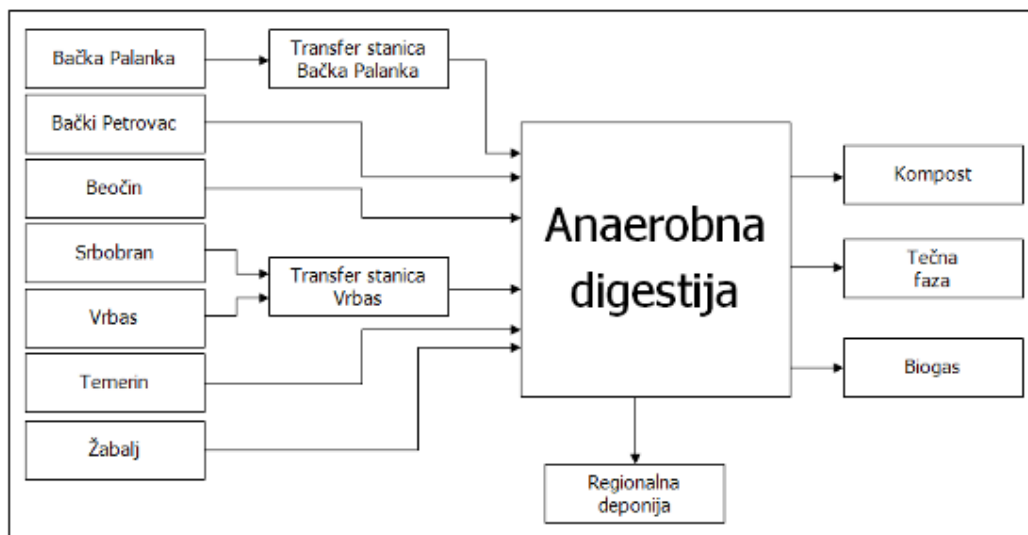 Bačka Palanka
Transfer stanica
Bačka Palanka
Bački Petrovac
Beočin
Srbobran
Transfer stanica
Vrbas
Vrbas
Temerin
Žabalj
Anaerobna
digestija
Kompost
Tečna
faza
Biogas
Regionalna
deponija